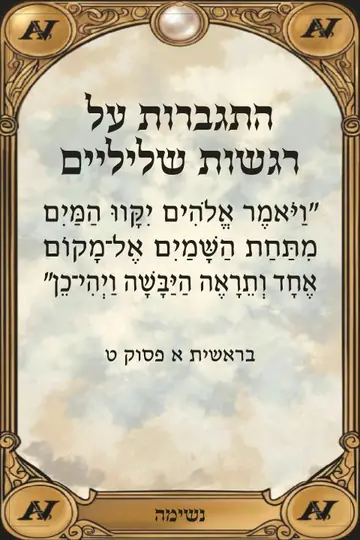 התגברות על
רגשות שליליים
"וַיֹּאמֶר אֱלֹהִים יִקָּווּ הַמַּיִם
מִתַּחַת הַשָּׁמַיִם אֶל־מָקוֹם
אֶחָד וְתֵרָאֶה הַיַּבָּשָׁה וַיְהִי־כֵן"
בראשית א פסוק ט
נשימה